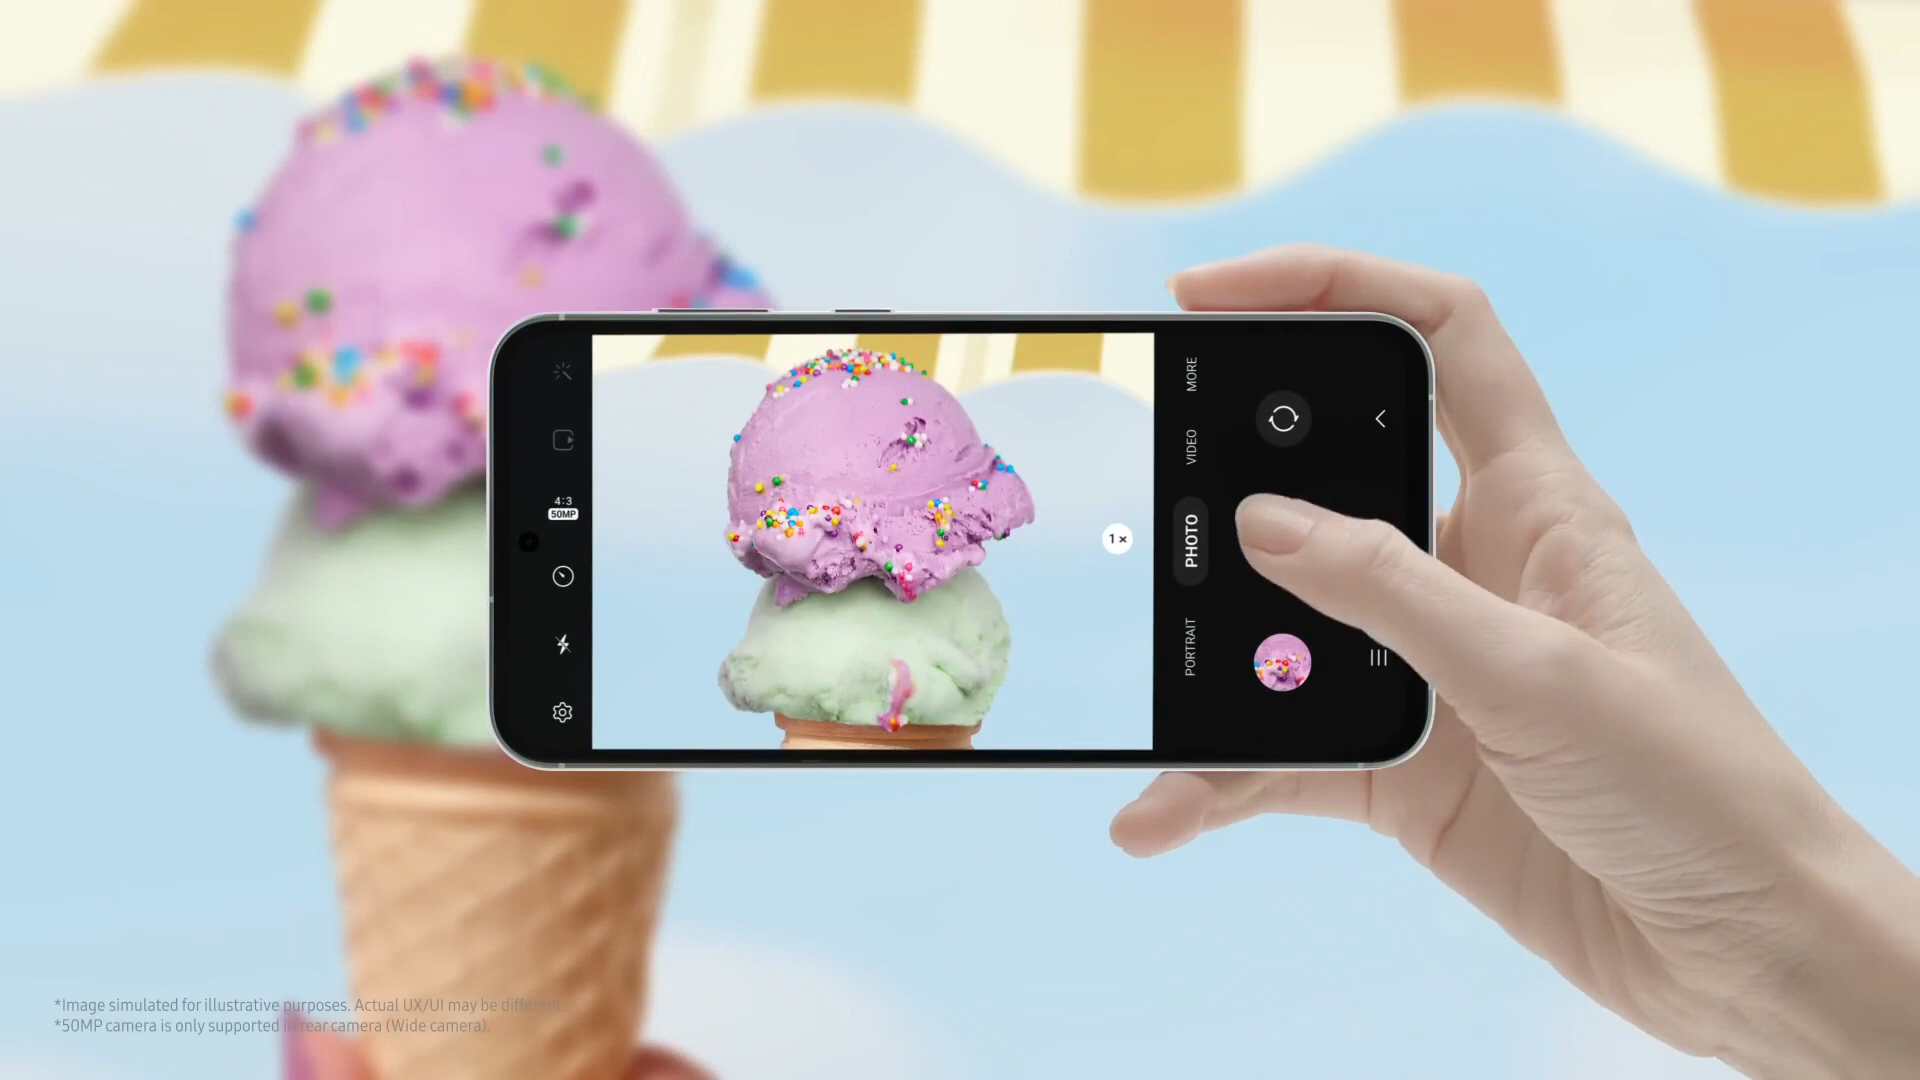 4:3
50MP
1×
MORE
VIDEO
PHOTO
PORTRAIT
*Image simulated for illustrative purposes. Actual UX/UI may be different.
*50MP camera is only supported in rear camera (Wide camera).